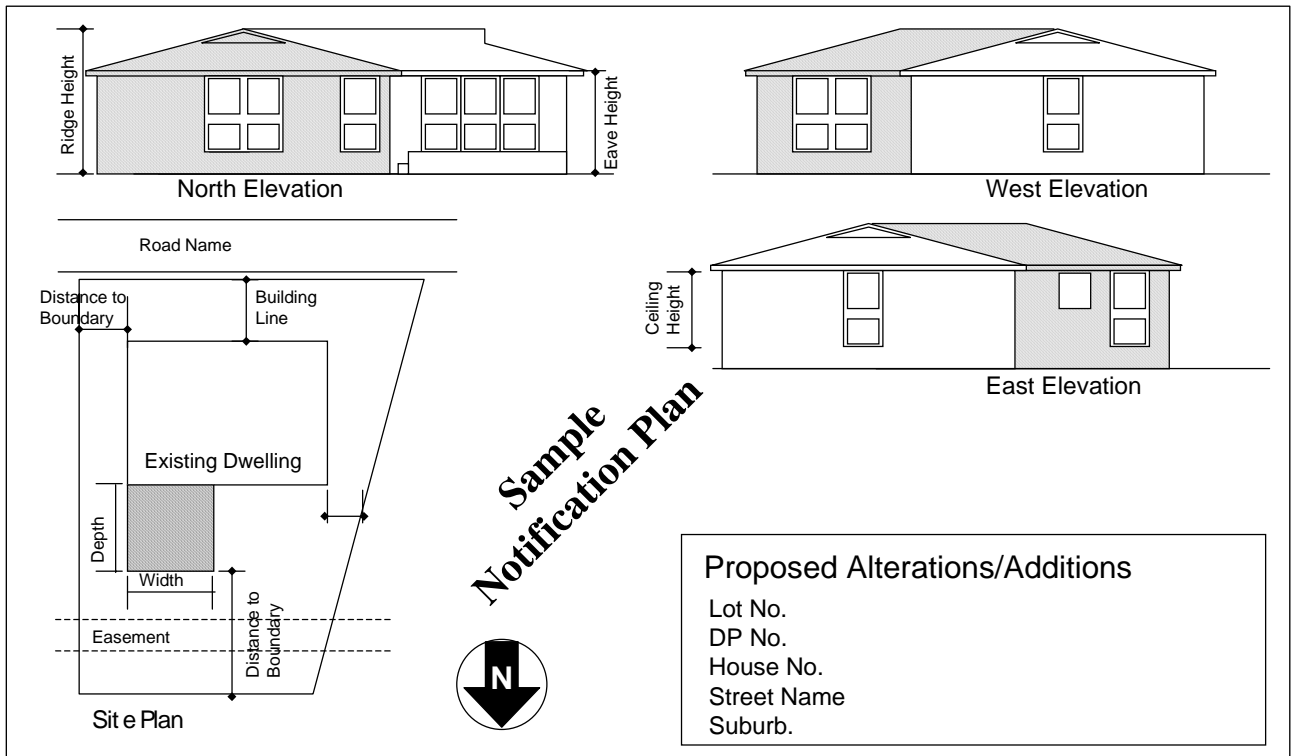 Ridge Height
Eave Height
North Elevation
West Elevation
Road Name
Distance to
Boundary
Building
Line
Ceiling
Height
East Elevation
Existing Dwelling
Depth
Width
Easement
Distance to
Boundary
Site Plan
Sample
Notification Plan
N
Proposed Alterations/Additions
Lot No.
DP No.
House No.
Street Name
Suburb.